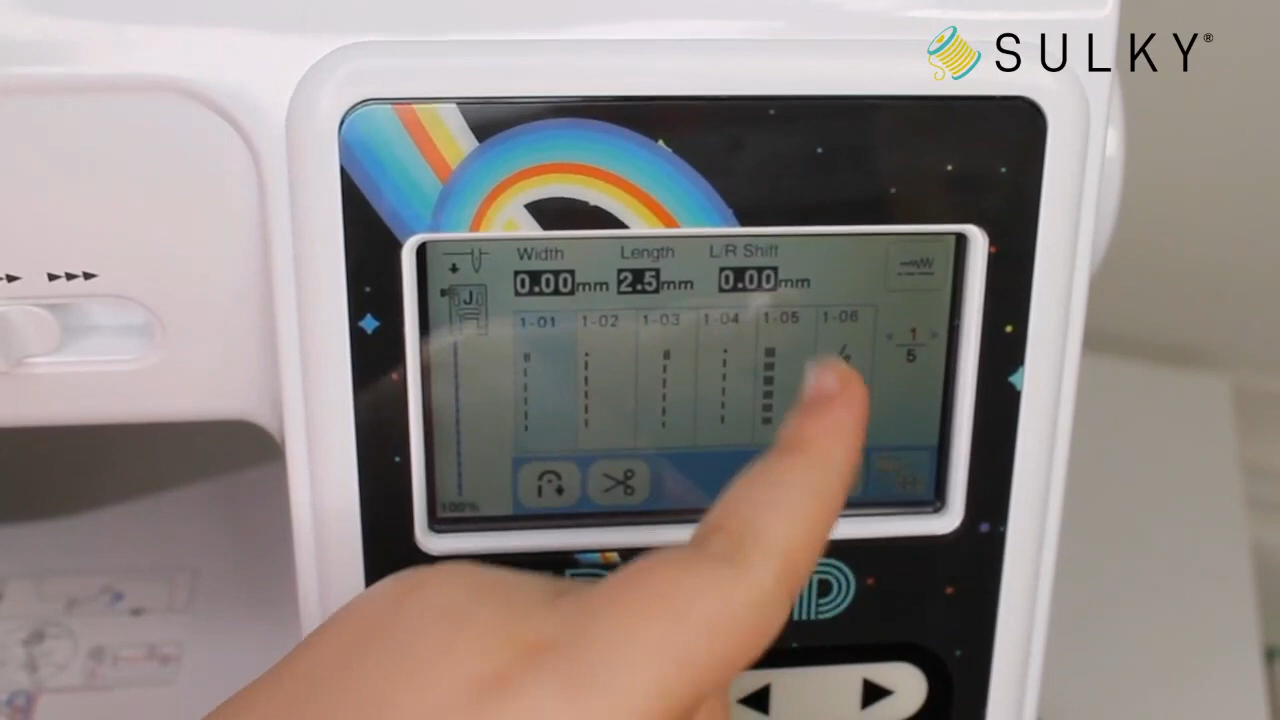 SULKY®
Width Length L/R Shift
0.00mm 2.5mm 0.00mm
J
1-01 1-02 1-03 1-04 1-05 1-06
1
5
100%